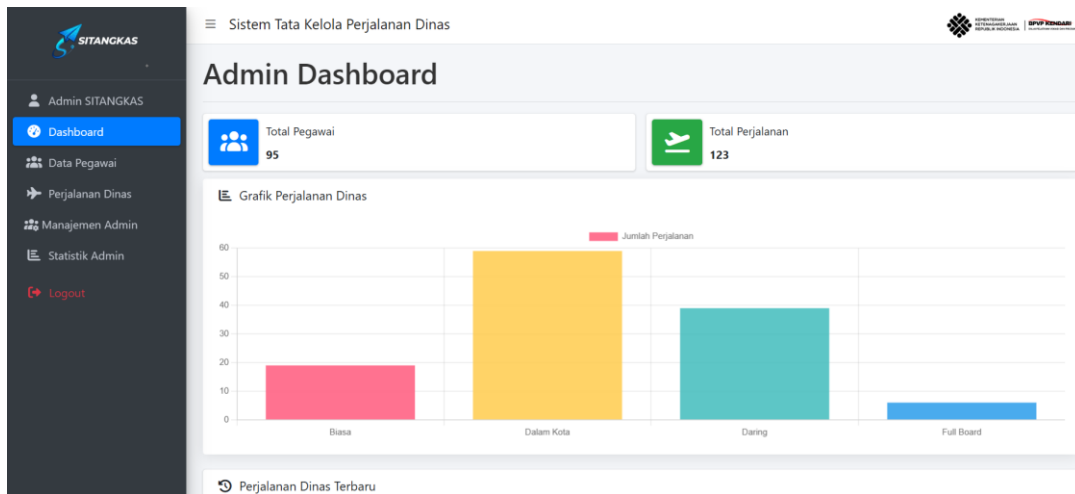 SITANGKAS
Sistem Tata Kelola Perjalanan Dinas
KEMENTERIAN
KETENAGAKERJAAN
REPUBLIK INDONESIA
BPVP KENDARI
Admin Dashboard
Admin SITANGKAS
Dashboard
Data Pegawai
Perjalanan Dinas
Manajemen Admin
Statistik Admin
Logout
Total Pegawai
95
Total Perjalanan
123
Grafik Perjalanan Dinas
Jumlah Perjalanan
60
50
40
30
20
10
0
Biasa
Dalam Kota
Daring
Full Board
Perjalanan Dinas Terbaru